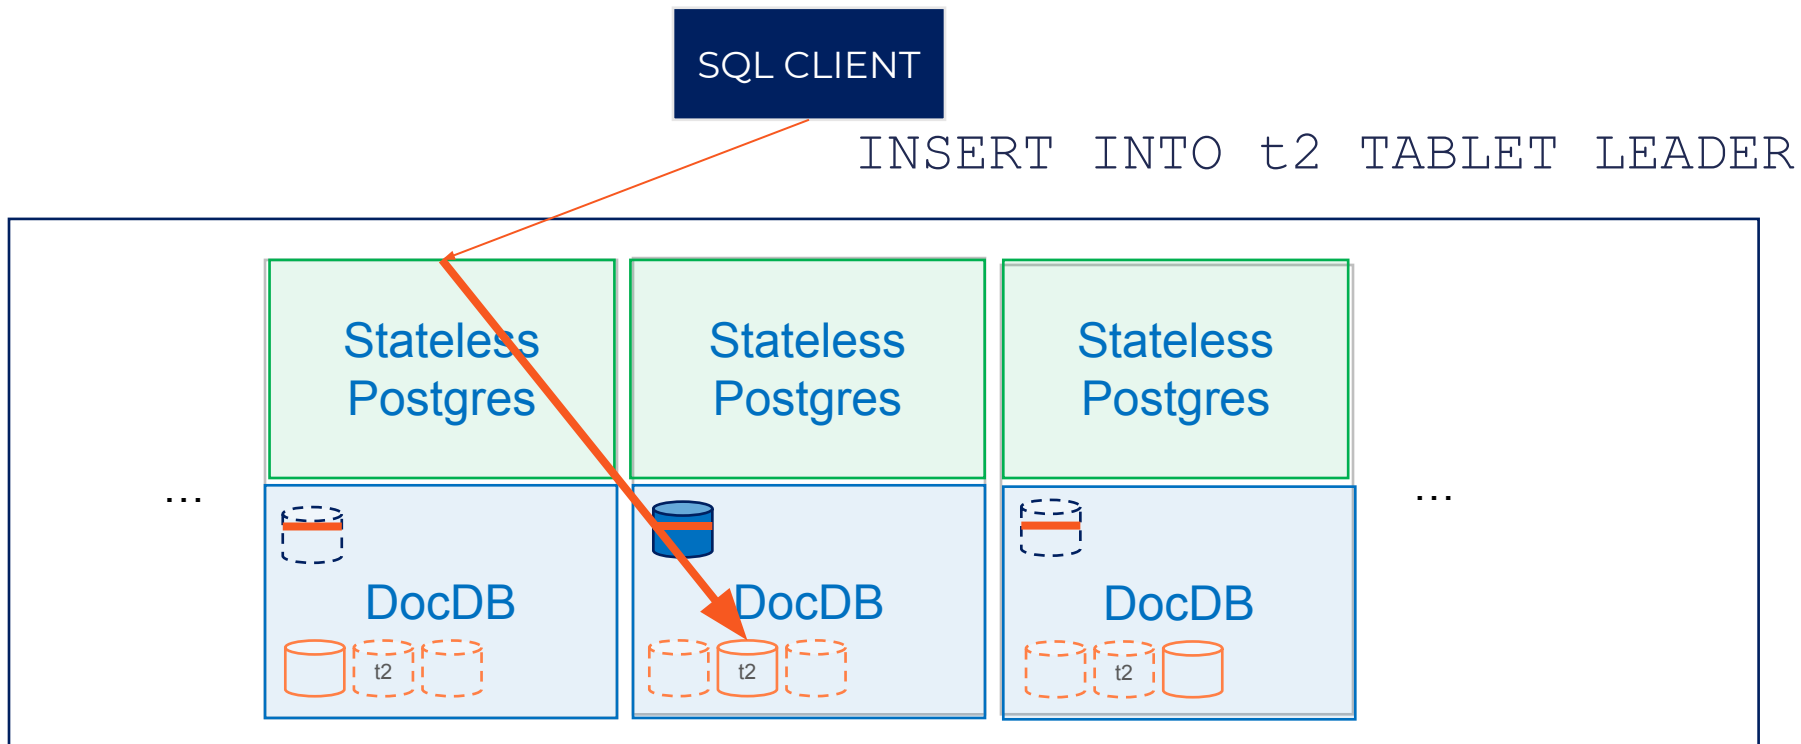 SQL CLIENT
INSERT INTO t2 TABLET LEADER
Stateless
Postgres
Stateless
Postgres
Stateless
Postgres
...
...
DocDB
DocDB
DocDB
t2
t2
t2